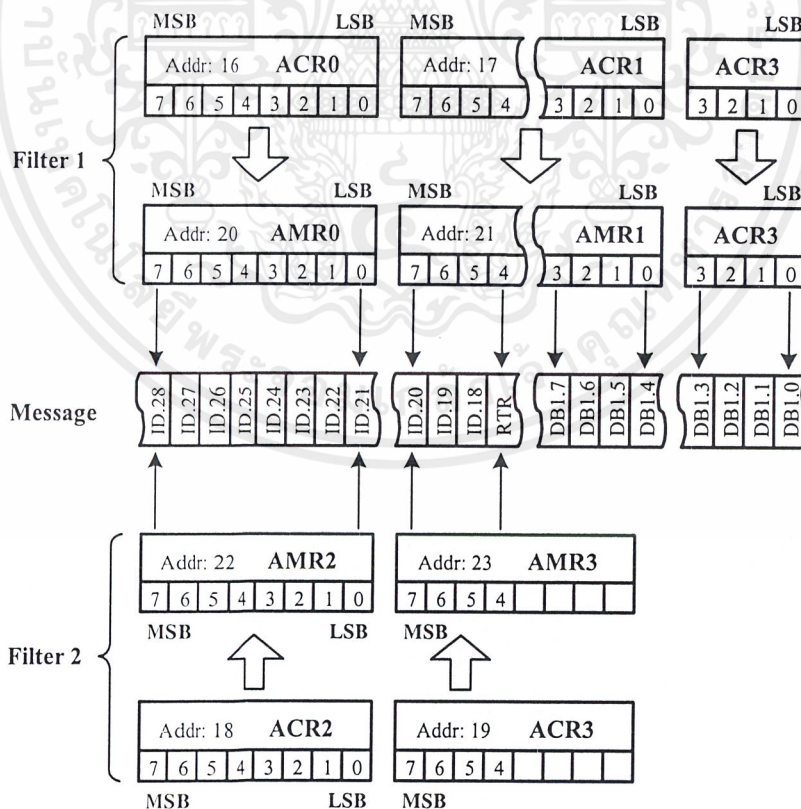 MSB LSB MSB LSB LSB
Addr: 16 ACR0 Addr: 17 ACR1 ACR3
7 6 5 4 3 2 1 0 7 6 5 4 3 2 1 0 3 2 1 0
Filter 1
MSB LSB MSB LSB LSB
Addr: 20 AMR0 Addr: 21 AMR1 ACR3
7 6 5 4 3 2 1 0 7 6 5 4 3 2 1 0 3 2 1 0
Message
ID.28 ID.27 ID.26 ID.25 ID.24 ID.23 ID.22 ID.21 ID.20 ID.19 ID.18 RTR DB1.7 DB1.6 DB1.5 DB1.4 DB1.3 DB1.2 DB1.1 DB1.0
Addr: 22 AMR2 Addr: 23 AMR3
7 6 5 4 3 2 1 0 7 6 5 4
MSB LSB MSB
Filter 2
Addr: 18 ACR2 Addr: 19 ACR3
7 6 5 4 3 2 1 0 7 6 5 4
MSB LSB MSB